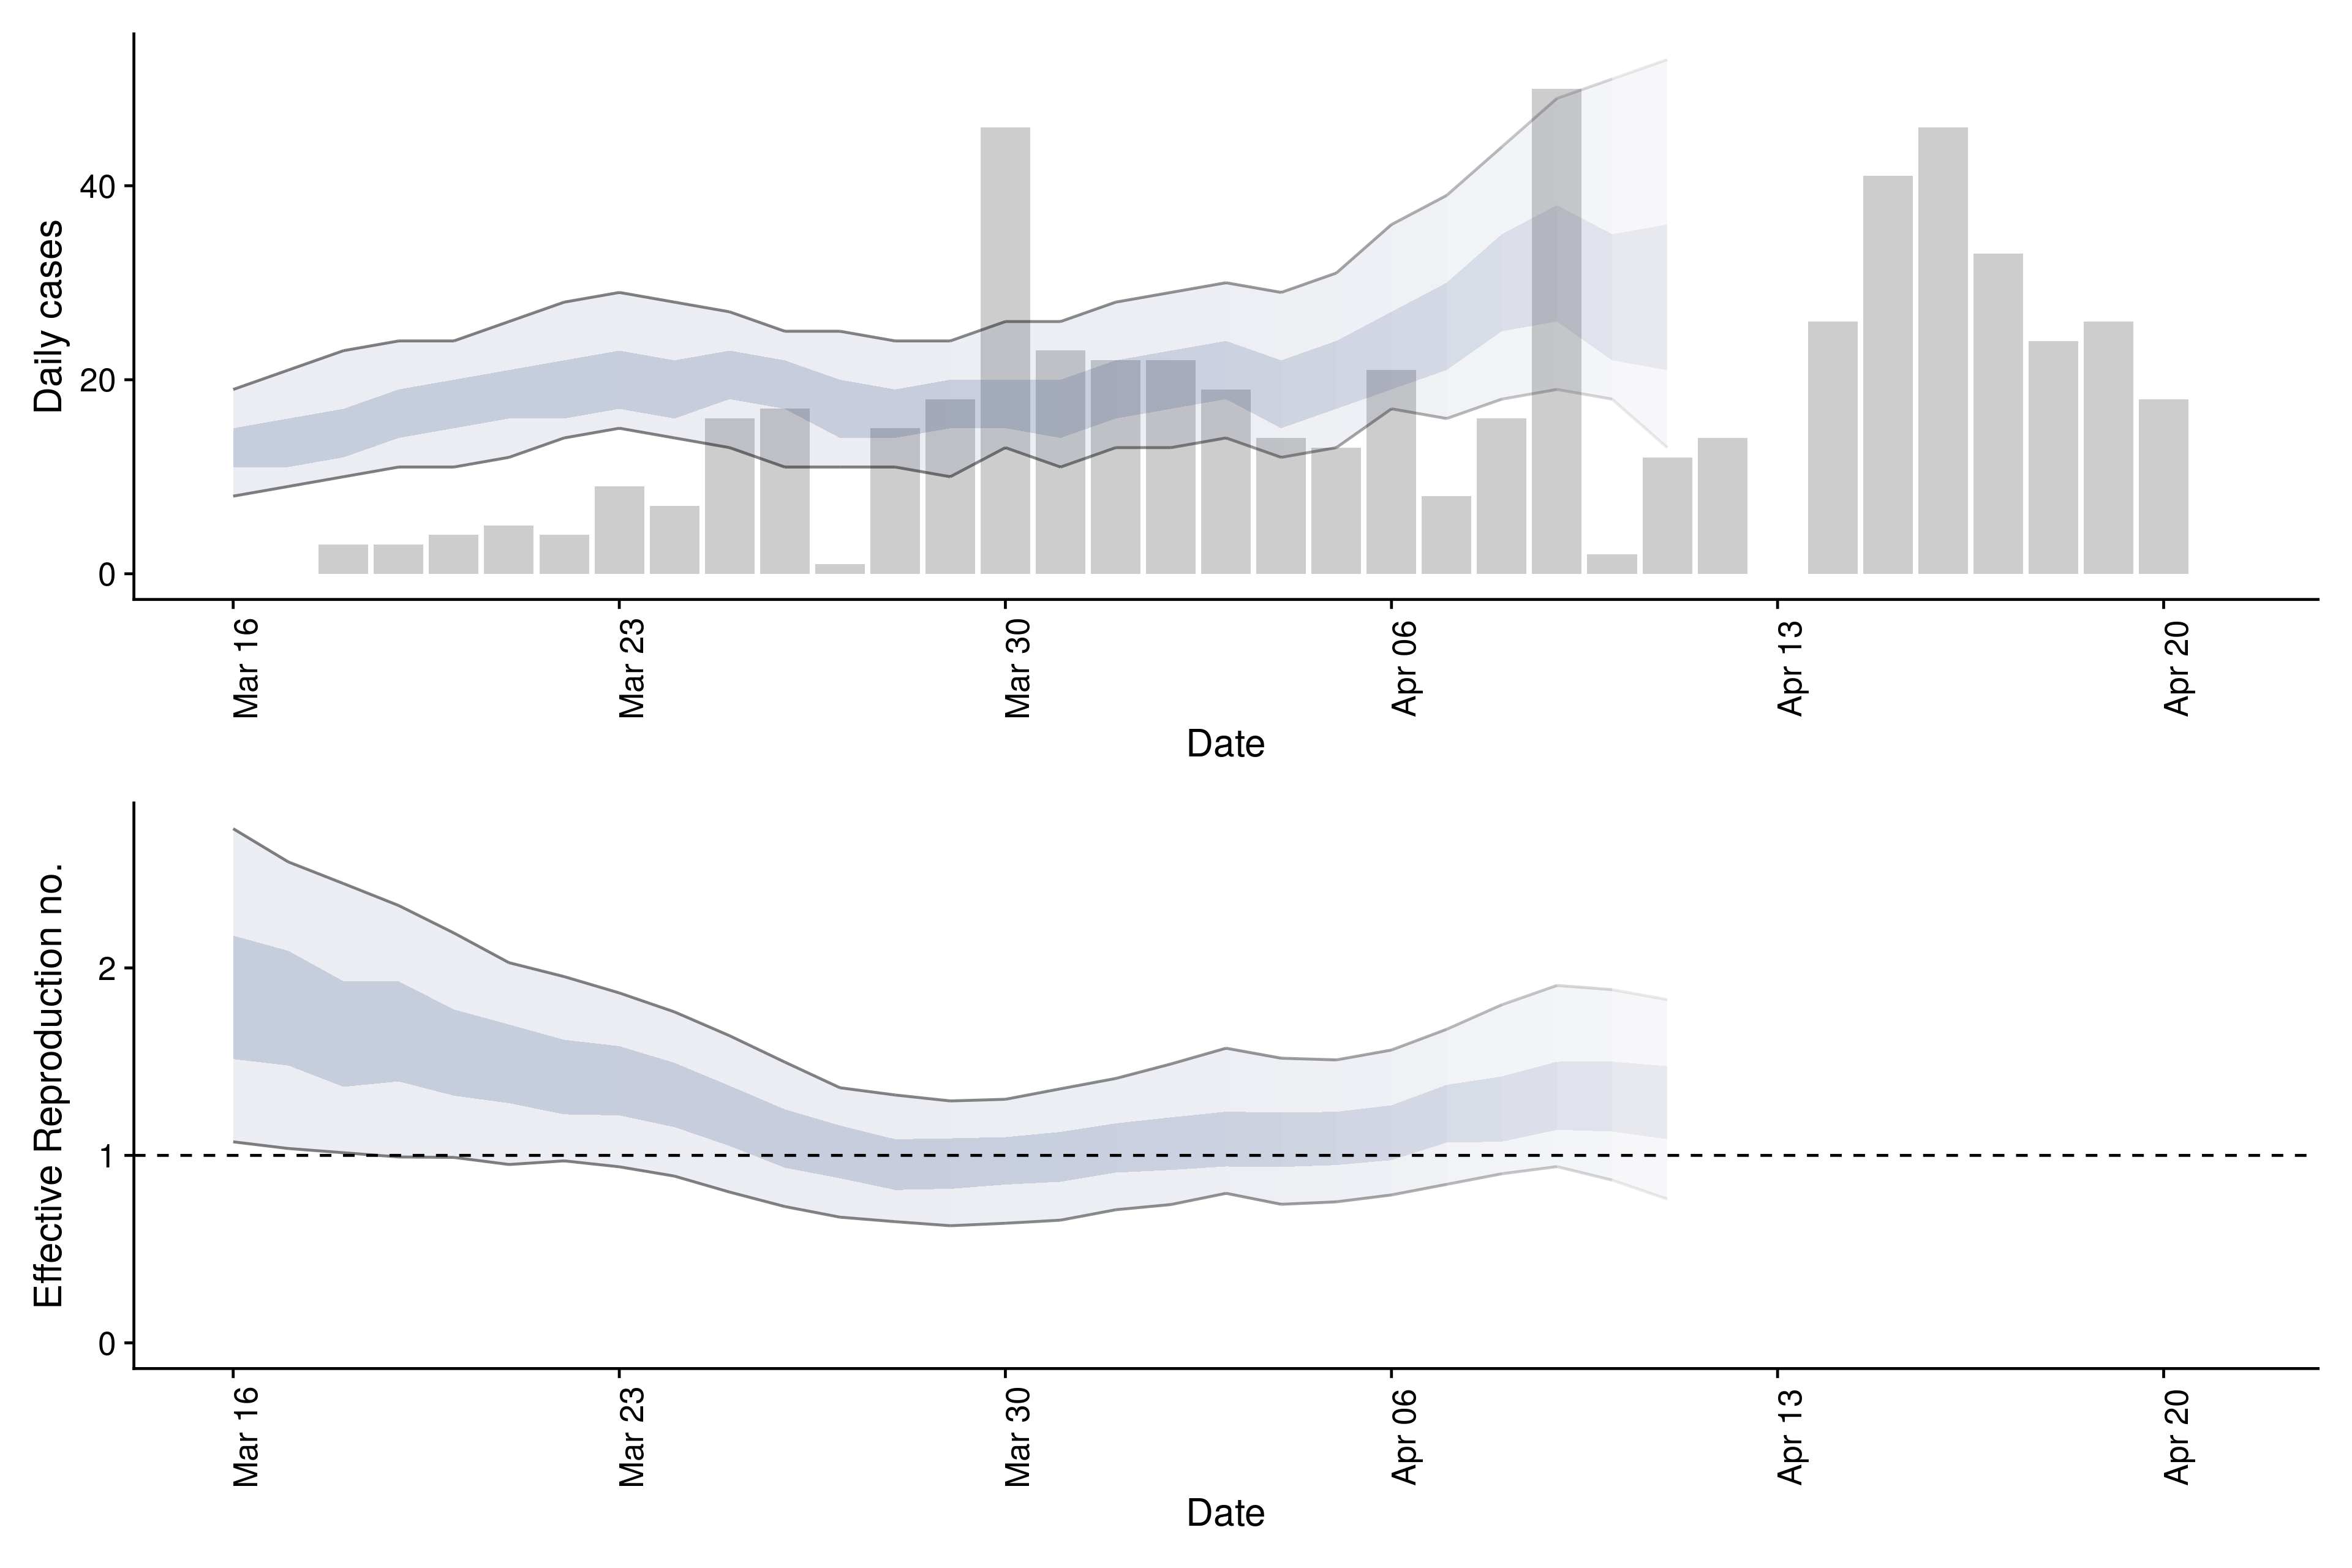 Daily cases
40
20
0
Mar 16
Mar 23
Mar 30
Apr 06
Apr 13
Apr 20
Date
Effective Reproduction no.
2
1
0
Mar 16
Mar 23
Mar 30
Apr 06
Apr 13
Apr 20
Date